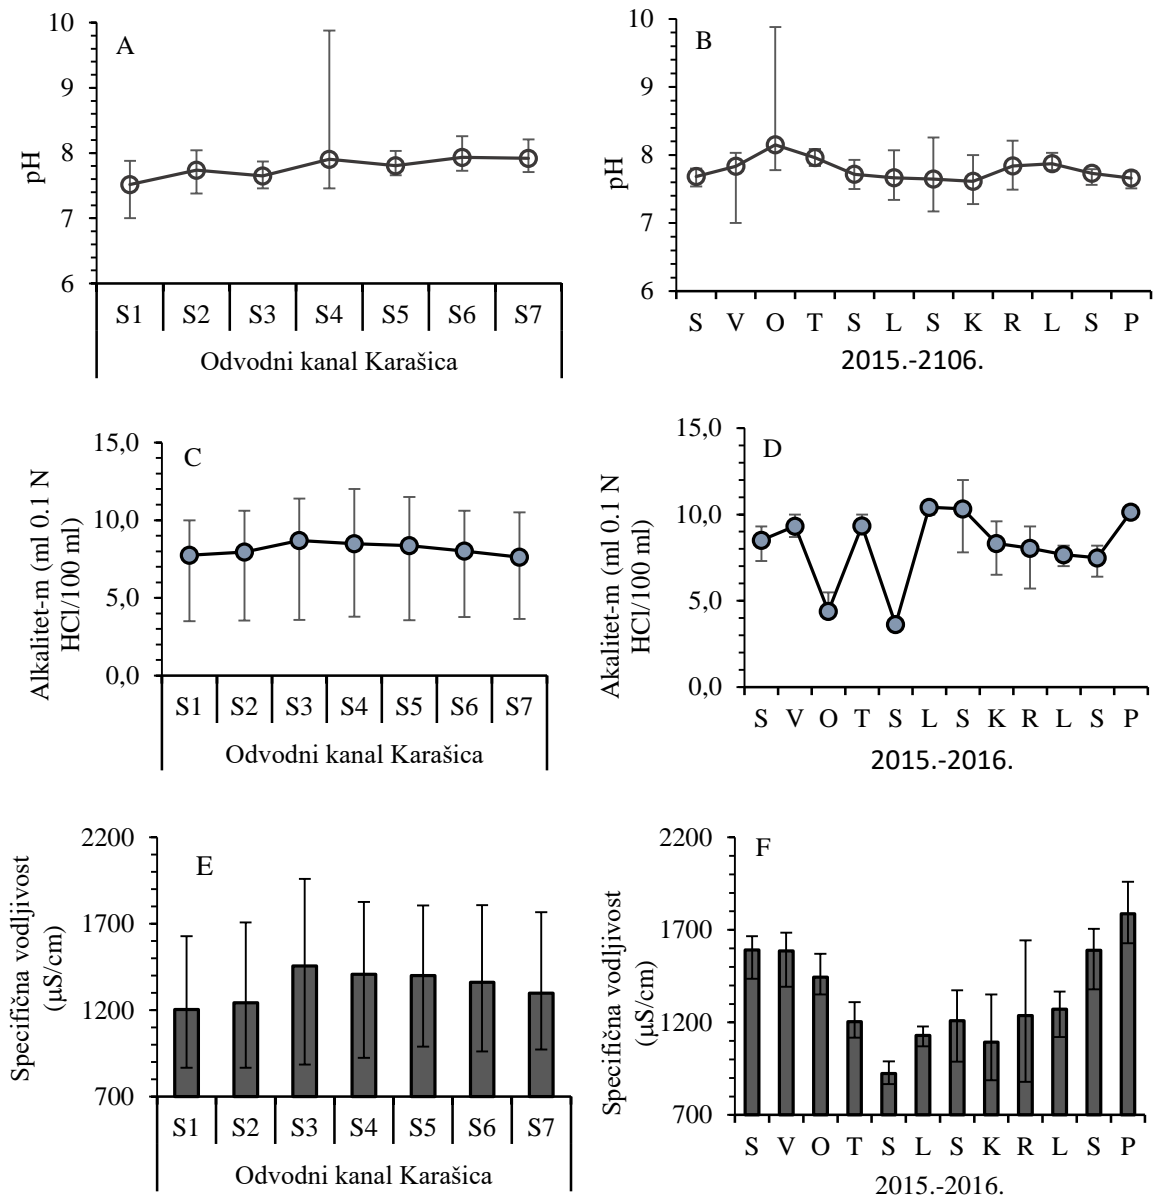 A
pH
10
9
8
7
6
S1 S2 S3 S4 S5 S6 S7
Odvodni kanal Karašica
B
pH
10
9
8
7
6
S V O T S L S K R L S P
2015.-2106.
C
Alkalitet-m (ml 0.1 N
HCl/100 ml)
15,0
10,0
5,0
0,0
S1 S2 S3 S4 S5 S6 S7
Odvodni kanal Karašica
D
Akalitet-m (ml 0.1 N
HCl/100 ml)
15,0
10,0
5,0
0,0
S V O T S L S K R L S P
2015.-2016.
E
Specifična vodljivost
(µS/cm)
2200
1700
1200
700
S1 S2 S3 S4 S5 S6 S7
Odvodni kanal Karašica
F
Specifična vodljivost
(µS/cm)
2200
1700
1200
700
S V O T S L S K R L S P
2015.-2016.